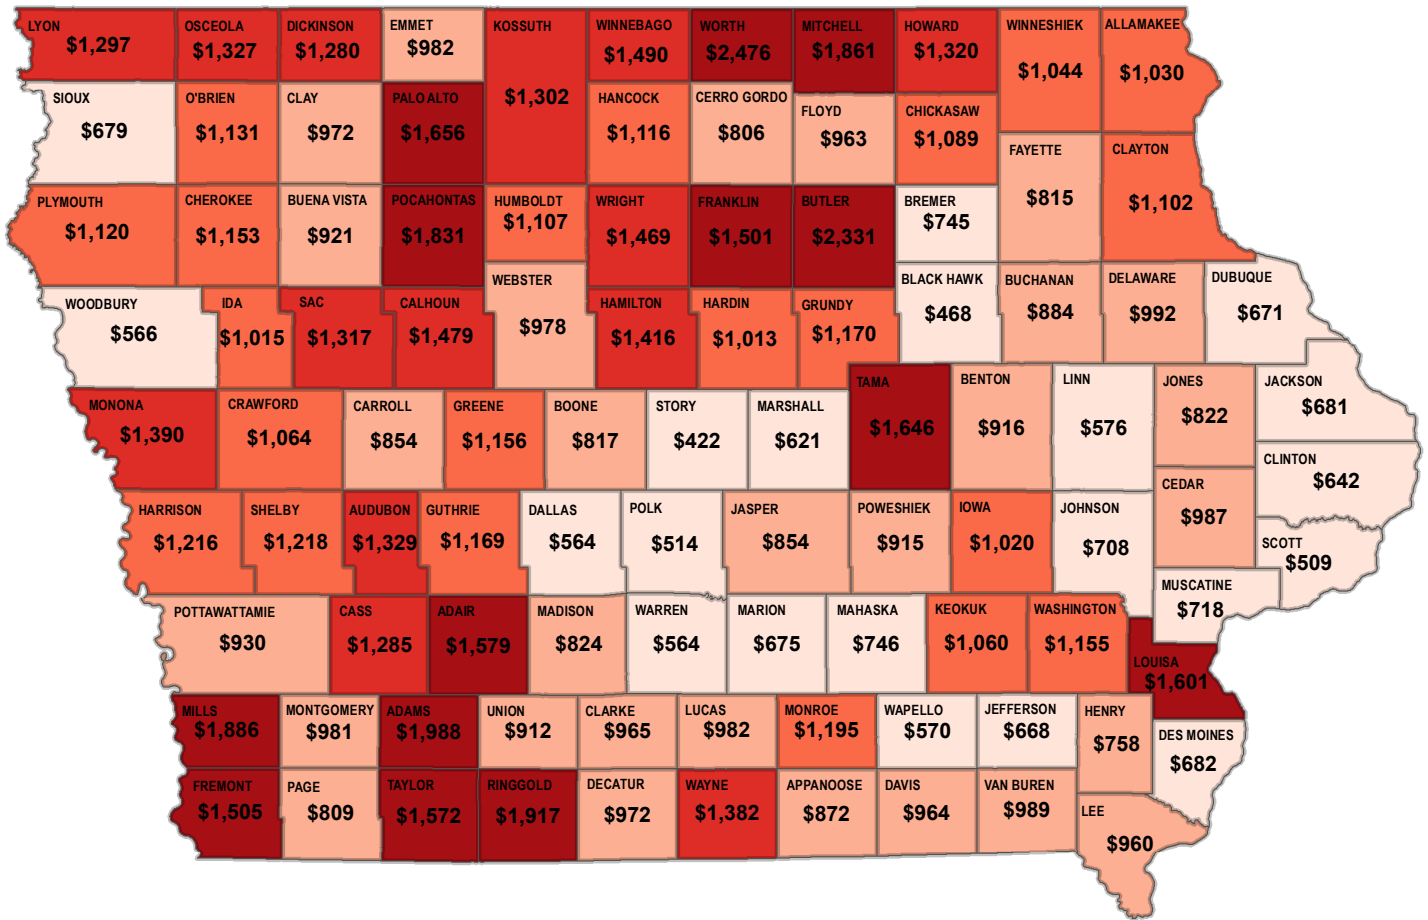 LYON
$1,297
OSCEOLA
$1,327
DICKINSON
$1,280
EMMET
$982
KOSSUTH
$1,302
WINNEBAGO
$1,490
WORTH
$2,476
MITCHELL
$1,861
HOWARD
$1,320
WINNESHIEK
$1,044
ALLAMAKEE
$1,030
SIOUX
$679
O'BRIEN
$1,131
CLAY
$972
PALO ALTO
$1,656
HANCOCK
$1,116
CERRO GORDO
$806
FLOYD
$963
CHICKASAW
$1,089
FAYETTE
$815
CLAYTON
$1,102
PLYMOUTH
$1,120
CHEROKEE
$1,153
BUENA VISTA
$921
POCAHONTAS
$1,831
HUMBOLDT
$1,107
WRIGHT
$1,469
FRANKLIN
$1,501
BUTLER
$2,331
BREMER
$745
WOODBURY
$566
IDA
$1,015
SAC
$1,317
CALHOUN
$1,479
WEBSTER
$978
HAMILTON
$1,416
HARDIN
$1,013
GRUNDY
$1,170
BLACK HAWK
$468
BUCHANAN
$884
DELAWARE
$992
DUBUQUE
$671
MONONA
$1,390
CRAWFORD
$1,064
CARROLL
$854
GREENE
$1,156
BOONE
$817
STORY
$422
MARSHALL
$621
TAMA
$1,646
BENTON
$916
LINN
$576
JONES
$822
JACKSON
$681
CLINTON
$642
HARRISON
$1,216
SHELBY
$1,218
AUDUBON
$1,329
GUTHRIE
$1,169
DALLAS
$564
POLK
$514
JASPER
$854
POWESHIEK
$915
IOWA
$1,020
JOHNSON
$708
CEDAR
$987
SCOTT
$509
MUSCATINE
$718
POTTAWATTAMIE
$930
CASS
$1,285
ADAIR
$1,579
MADISON
$824
WARREN
$564
MARION
$675
MAHASKA
$746
KEOKUK
$1,060
WASHINGTON
$1,155
LOUISA
$1,601
MILLS
$1,886
MONTGOMERY
$981
ADAMS
$1,988
UNION
$912
CLARKE
$965
LUCAS
$982
MONROE
$1,195
WAPELLO
$570
JEFFERSON
$668
HENRY
$758
DES MOINES
$682
FREMONT
$1,505
PAGE
$809
TAYLOR
$1,572
RINGGOLD
$1,917
DECATUR
$972
WAYNE
$1,382
APPANOOSE
$872
DAVIS
$964
VAN BUREN
$989
LEE
$960